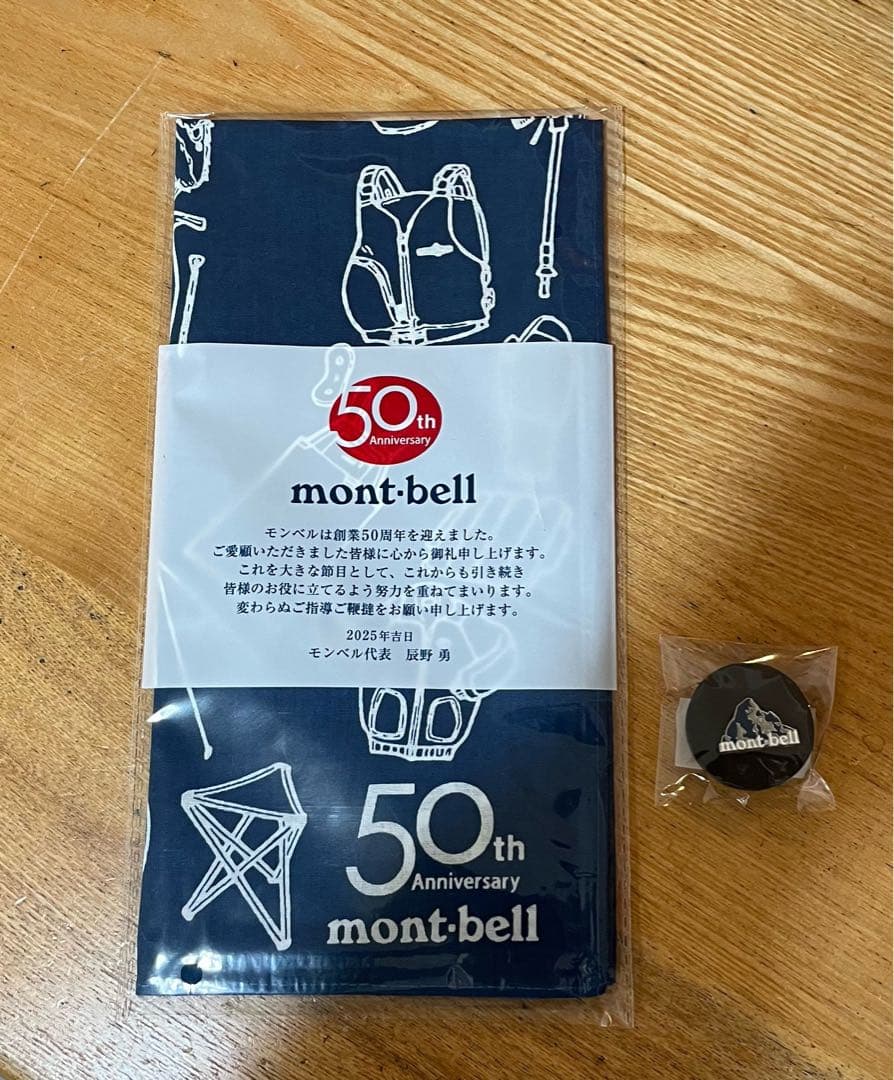 50th
Anniversary
mont·bell
モンベルは創業50周年を迎えました。
ご愛顧いただきました皆様に心から御礼申し上げます。
これを大きな節目として、これからも引き続き
皆様のお役に立てるよう努力を重ねてまいります。
変わらぬご指導ご鞭撻をお願い申し上げます。
2025年吉日
モンベル代表 辰野 勇
50th
Anniversary
mont·bell
mont·bell